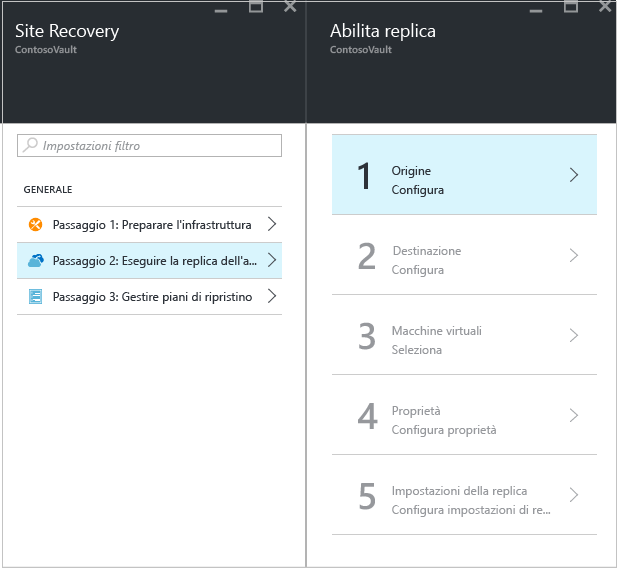 Site Recovery
ContosoVault
Impostazioni filtro
GENERALE
Passaggio 1: Preparare l'infrastruttura
Passaggio 2: Eseguire la replica dell'a...
Passaggio 3: Gestire piani di ripristino
Abilita replica
ContosoVault
1
Origine
Configura
2
Destinazione
Configura
3
Macchine virtuali
Seleziona
4
Proprietà
Configura proprietà
5
Impostazioni della replica
Configura impostazioni di re...